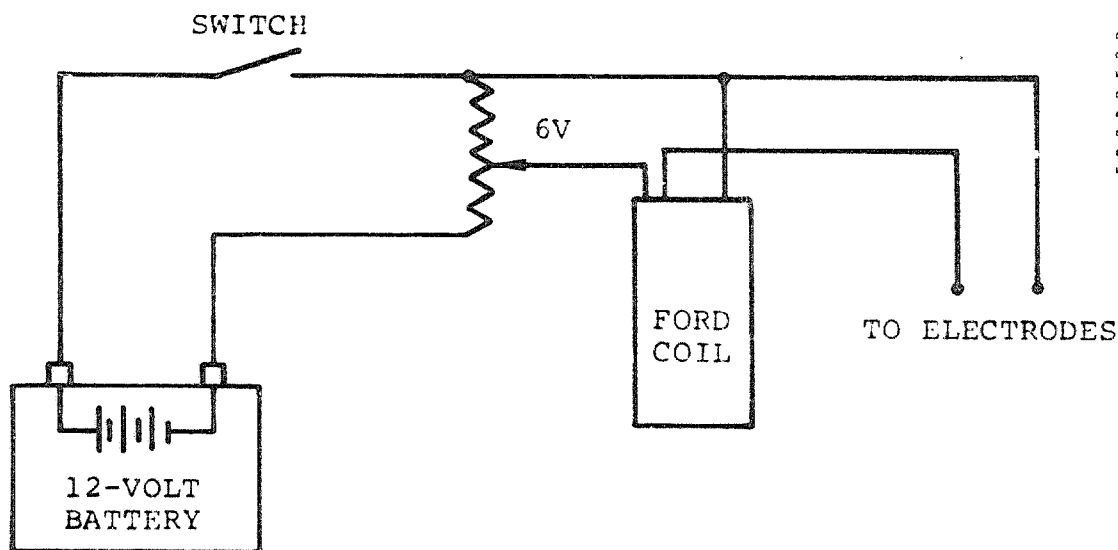 SWITCH
6V
FORD
COIL
TO ELECTRODES
12-VOLT
BATTERY